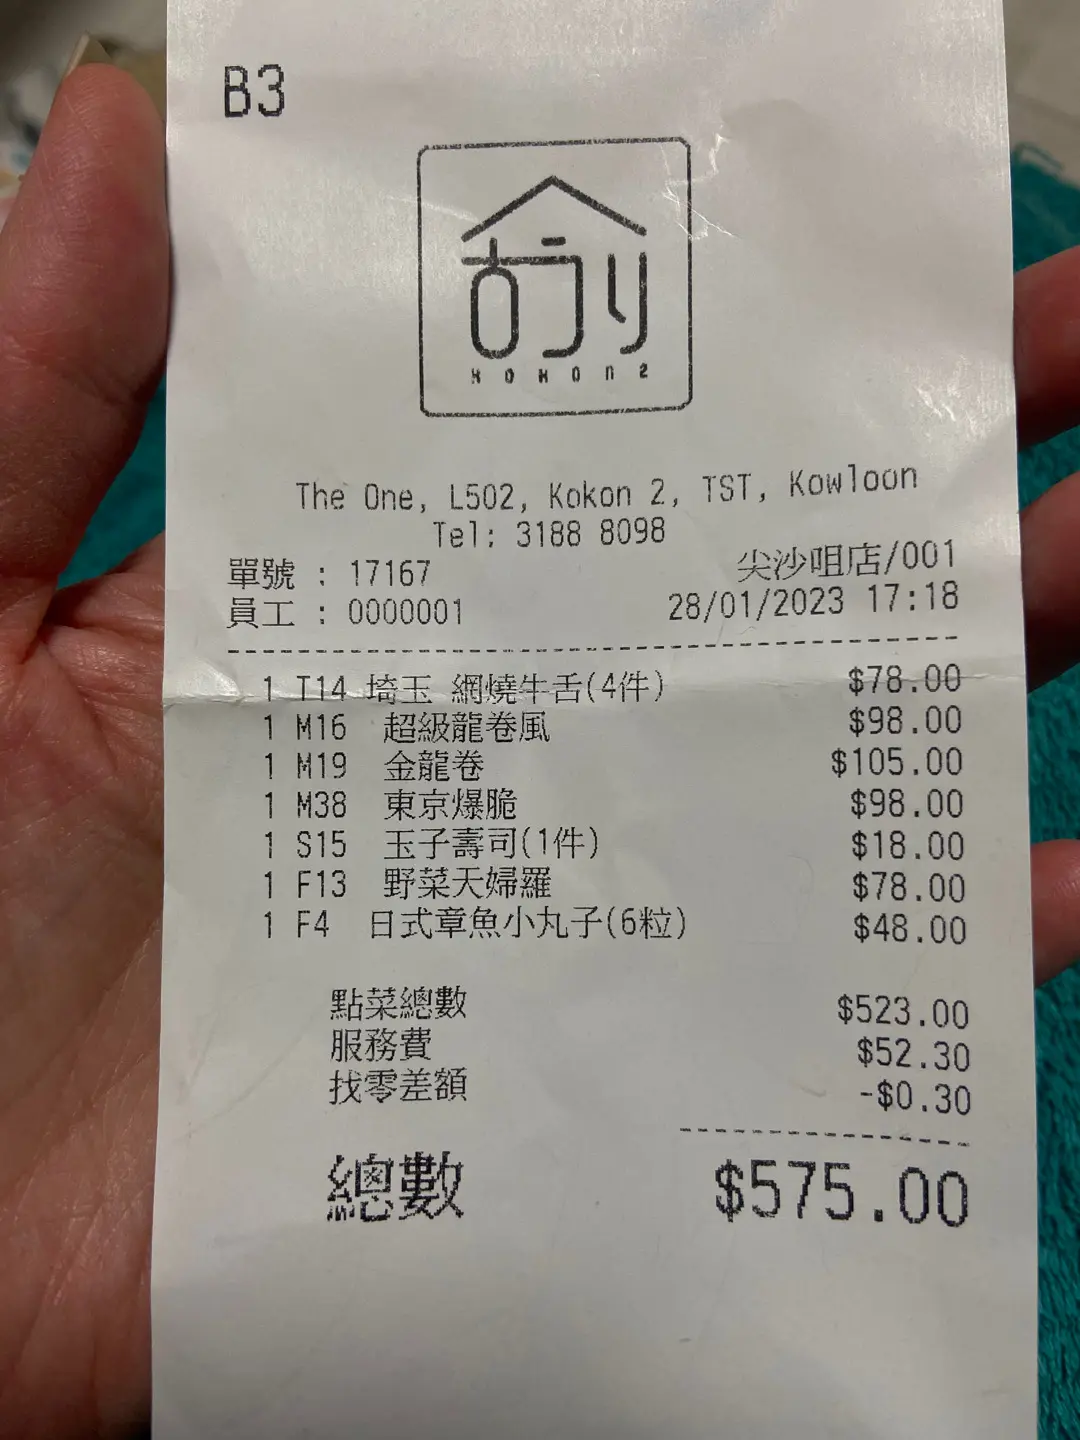 B3
KOKON2
The One, L502, Kokon 2, TST, Kowloon
Tel: 3188 8098
單號 : 17167 尖沙咀店/001
員工 : 0000001 28/01/2023 17:18
1 T14 埼玉 網燒牛舌(4件) $78.00
1 M16 超級龍卷風 $98.00
1 M19 金龍卷 $105.00
1 M38 東京爆脆 $98.00
1 S15 玉子壽司(1件) $18.00
1 F13 野菜天婦羅 $78.00
1 F4 日式章魚小丸子(6粒) $48.00
點菜總數 $523.00
服務費 $52.30
找零差額 -$0.30
總數 $575.00